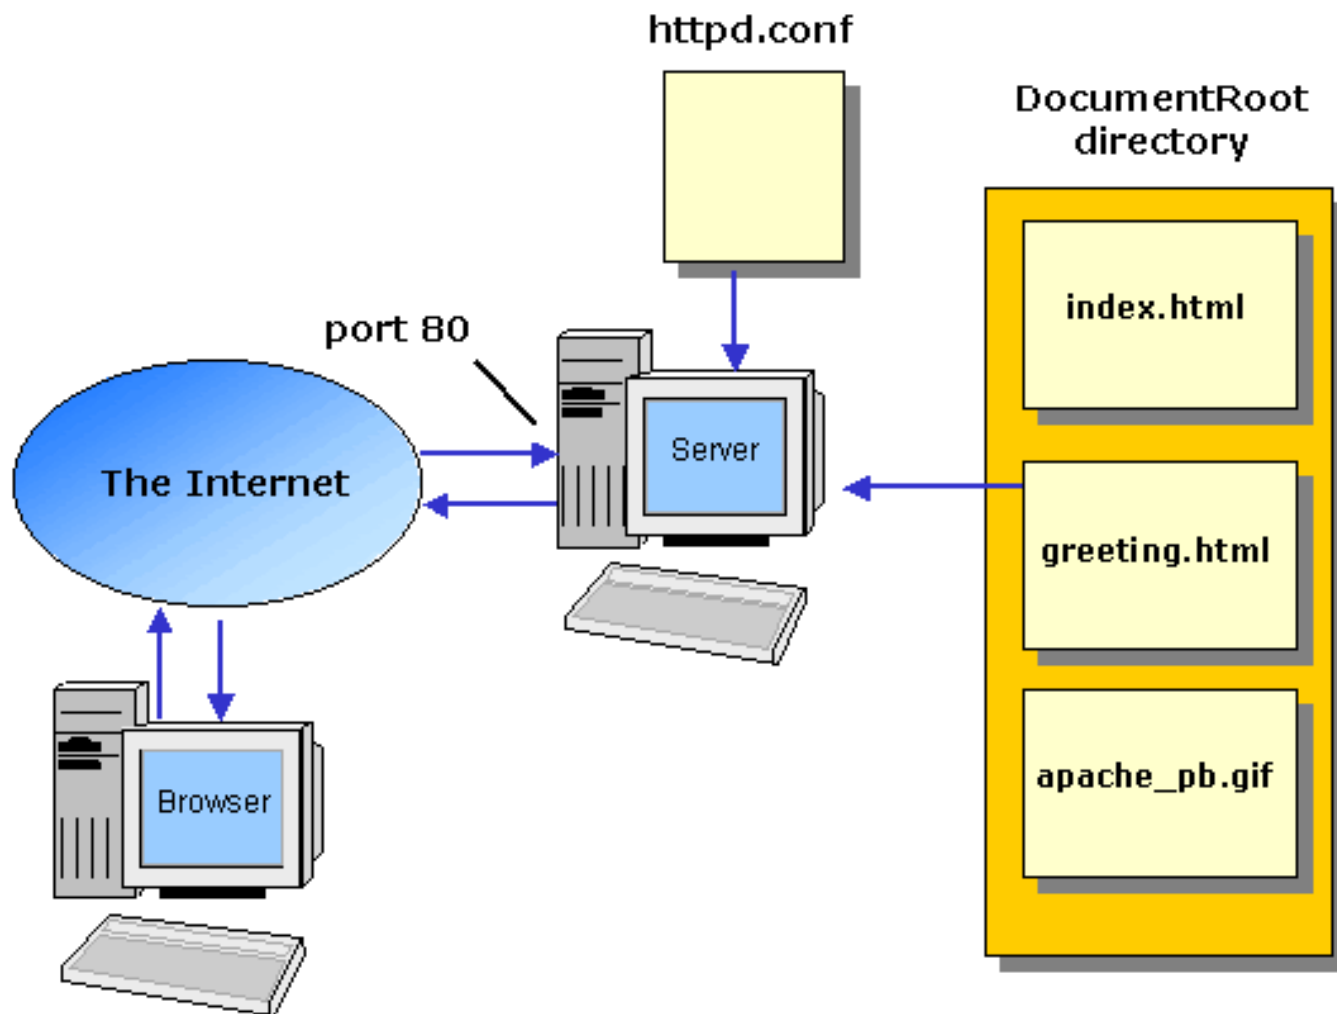 httpd.conf
DocumentRoot
directory
index.html
port 80
Server
The Internet
greeting.html
apache_pb.gif
Browser